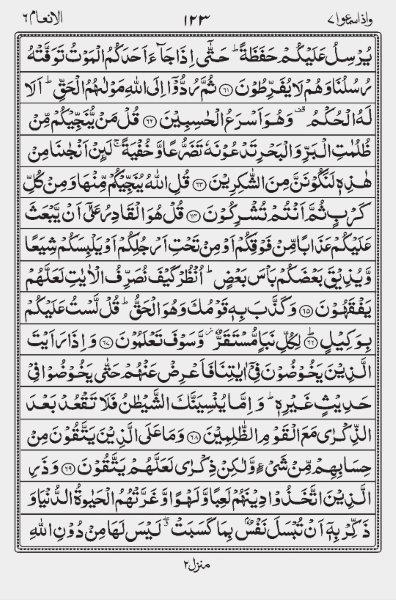 واذا سمعوا ٧ ١٢٣ الانعام ٦
يُرْسِلُ عَلَيْكُمْ حَفَظَةً ؕ حَتّٰۤى اِذَا جَآءَ اَحَدَكُمُ الْمَوْتُ تَوَفَّتْهُ
رُسُلُنَا وَهُمْ لَا يُفَرِّطُوْنَ ﴿٦١﴾ ثُمَّ رُدُّوْۤا اِلَى اللّٰهِ مَوْلٰىهُمُ الْحَقِّ ؕ اَلَا
لَهُ الْحُكْمُ ۫ وَهُوَ اَسْرَعُ الْحٰسِبِيْنَ ﴿٦٢﴾ قُلْ مَنْ يُّنَجِّيْكُمْ مِّنْ
ظُلُمٰتِ الْبَرِّ وَالْبَحْرِ تَدْعُوْنَهٗ تَضَرُّعًا وَّخُفْيَةً ۚ لَئِنْ اَنْجٰىنَا مِنْ
هٰذِهٖ لَنَكُوْنَنَّ مِنَ الشّٰكِرِيْنَ ﴿٦٣﴾ قُلِ اللّٰهُ يُنَجِّيْكُمْ مِّنْهَا وَمِنْ كُلِّ
كَرْبٍ ثُمَّ اَنْتُمْ تُشْرِكُوْنَ ﴿٦٤﴾ قُلْ هُوَ الْقَادِرُ عَلٰۤى اَنْ يَّبْعَثَ
عَلَيْكُمْ عَذَابًا مِّنْ فَوْقِكُمْ اَوْ مِنْ تَحْتِ اَرْجُلِكُمْ اَوْ يَلْبِسَكُمْ شِيَعًا
وَّيُذِيْقَ بَعْضَكُمْ بَاْسَ بَعْضٍ ؕ اُنْظُرْ كَيْفَ نُصَرِّفُ الْاٰيٰتِ لَعَلَّهُمْ
يَفْقَهُوْنَ ﴿٦٥﴾ وَكَذَّبَ بِهٖ قَوْمُكَ وَهُوَ الْحَقُّ ؕ قُلْ لَّسْتُ عَلَيْكُمْ
بِوَكِيْلٍ ﴿٦٦﴾ لِكُلِّ نَبَاٍ مُّسْتَقَرٌّ ۫ وَّسَوْفَ تَعْلَمُوْنَ ﴿٦٧﴾ وَاِذَا رَاَيْتَ
الَّذِيْنَ يَخُوْضُوْنَ فِيْۤ اٰيٰتِنَا فَاَعْرِضْ عَنْهُمْ حَتّٰى يَخُوْضُوْا فِيْ
حَدِيْثٍ غَيْرِهٖ ؕ وَاِمَّا يُنْسِيَنَّكَ الشَّيْطٰنُ فَلَا تَقْعُدْ بَعْدَ
الذِّكْرٰى مَعَ الْقَوْمِ الظّٰلِمِيْنَ ﴿٦٨﴾ وَمَا عَلَى الَّذِيْنَ يَتَّقُوْنَ مِنْ
حِسَابِهِمْ مِّنْ شَيْءٍ وَّلٰكِنْ ذِكْرٰى لَعَلَّهُمْ يَتَّقُوْنَ ﴿٦٩﴾ وَذَرِ
الَّذِيْنَ اتَّخَذُوْا دِيْنَهُمْ لَعِبًا وَّلَهْوًا وَّغَرَّتْهُمُ الْحَيٰوةُ الدُّنْيَا وَ
ذَكِّرْ بِهٖۤ اَنْ تُبْسَلَ نَفْسٌۢ بِمَا كَسَبَتْ ۖ لَيْسَ لَهَا مِنْ دُوْنِ اللّٰهِ
منزل ٢